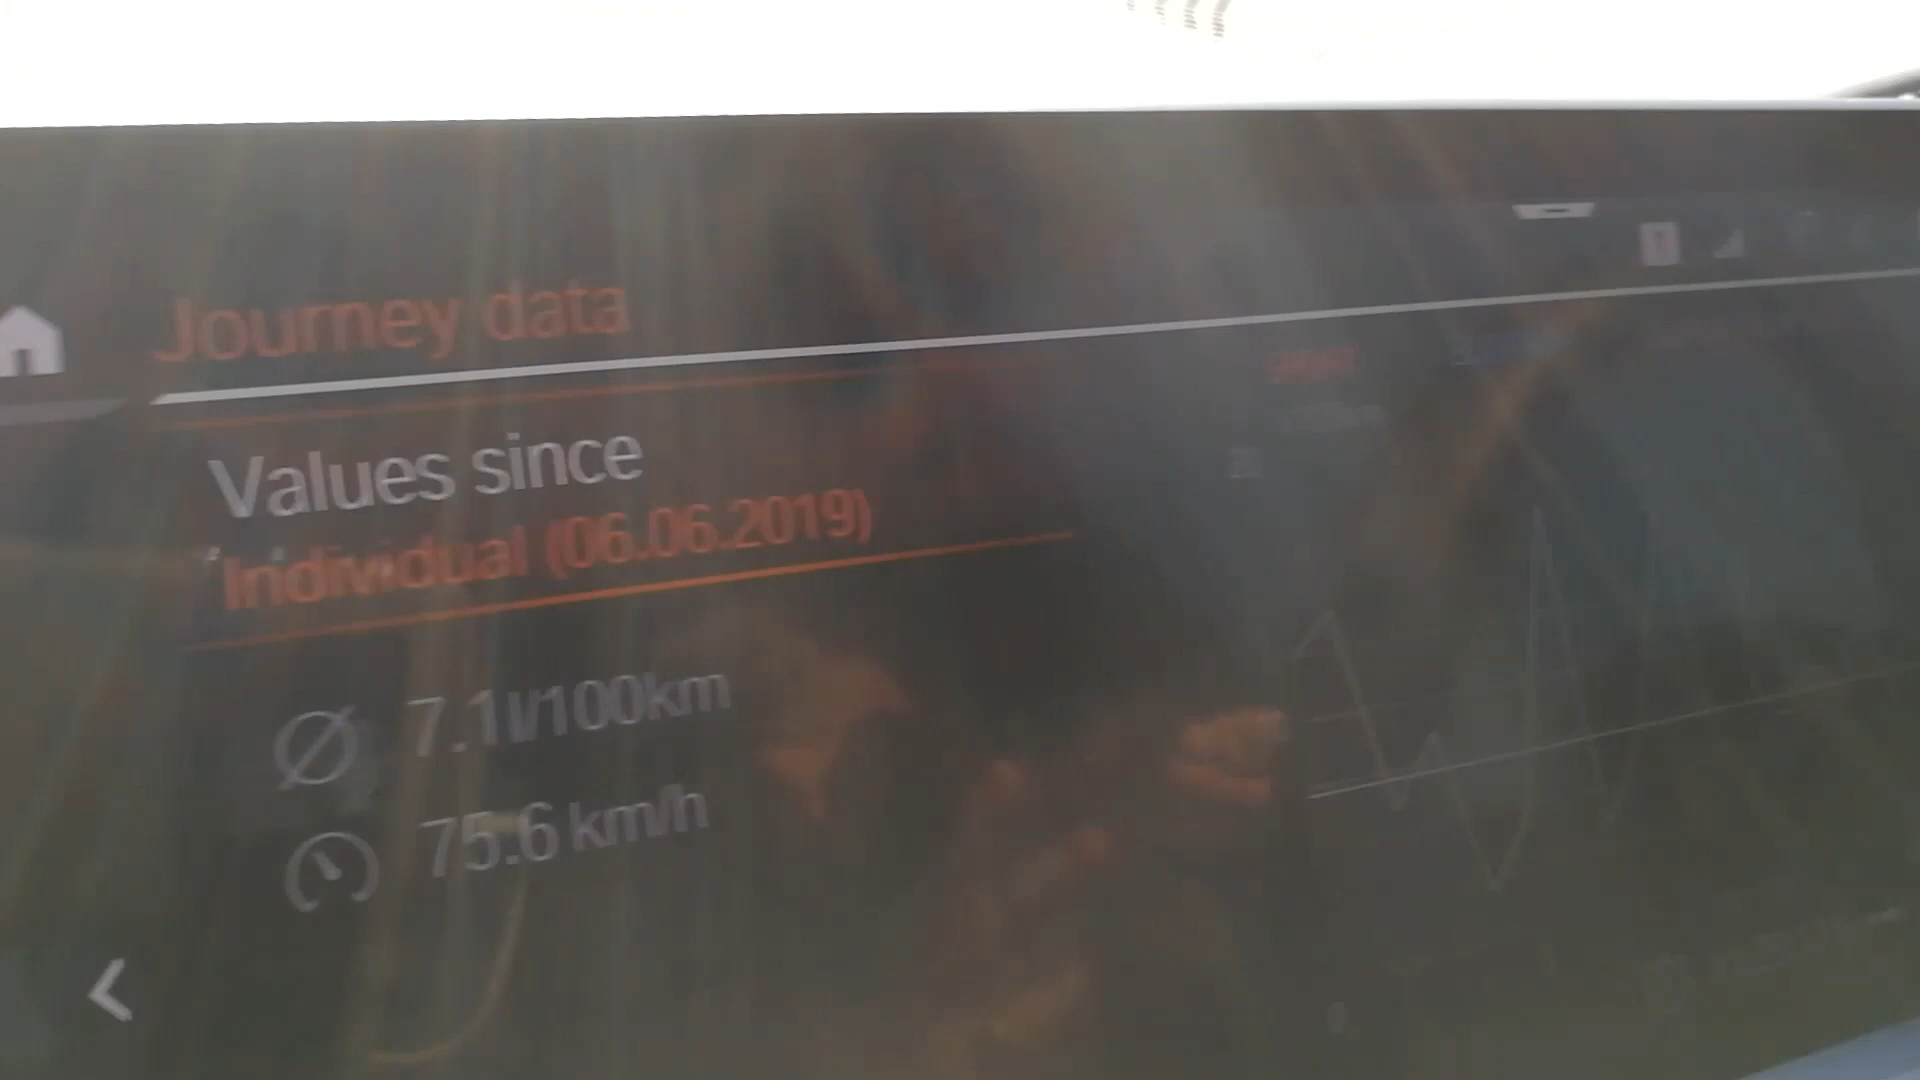 Journey data
Values since
Individual (06.06.2019)
Ø 7.1l/100km
75.6 km/h